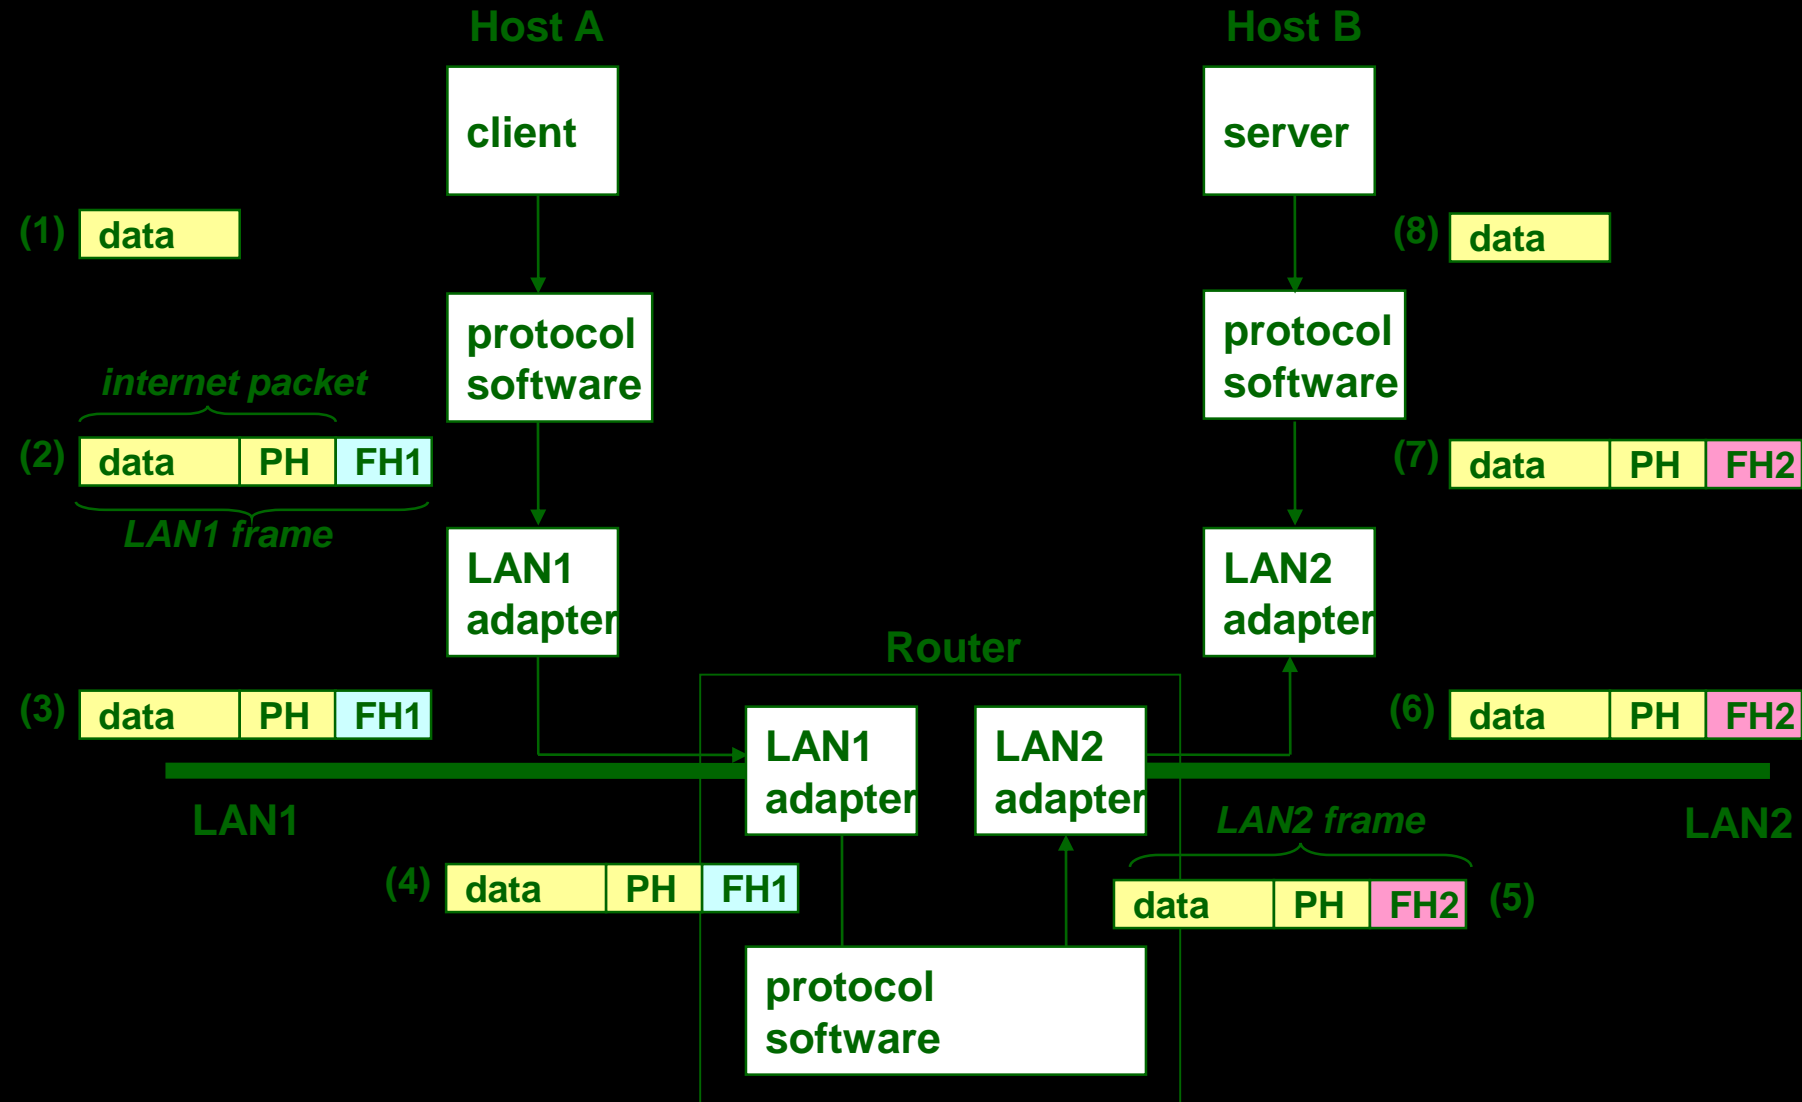 Host A
Host B
client
server
(1) data
(8) data
protocol
software
protocol
software
internet packet
(2) data PH FH1
LAN1 frame
(7) data PH FH2
LAN1
adapter
LAN2
adapter
Router
(3) data PH FH1
(6) data PH FH2
LAN1
adapter
LAN2
adapter
LAN1
LAN2 frame
LAN2
(4) data PH FH1
data PH FH2 (5)
protocol
software